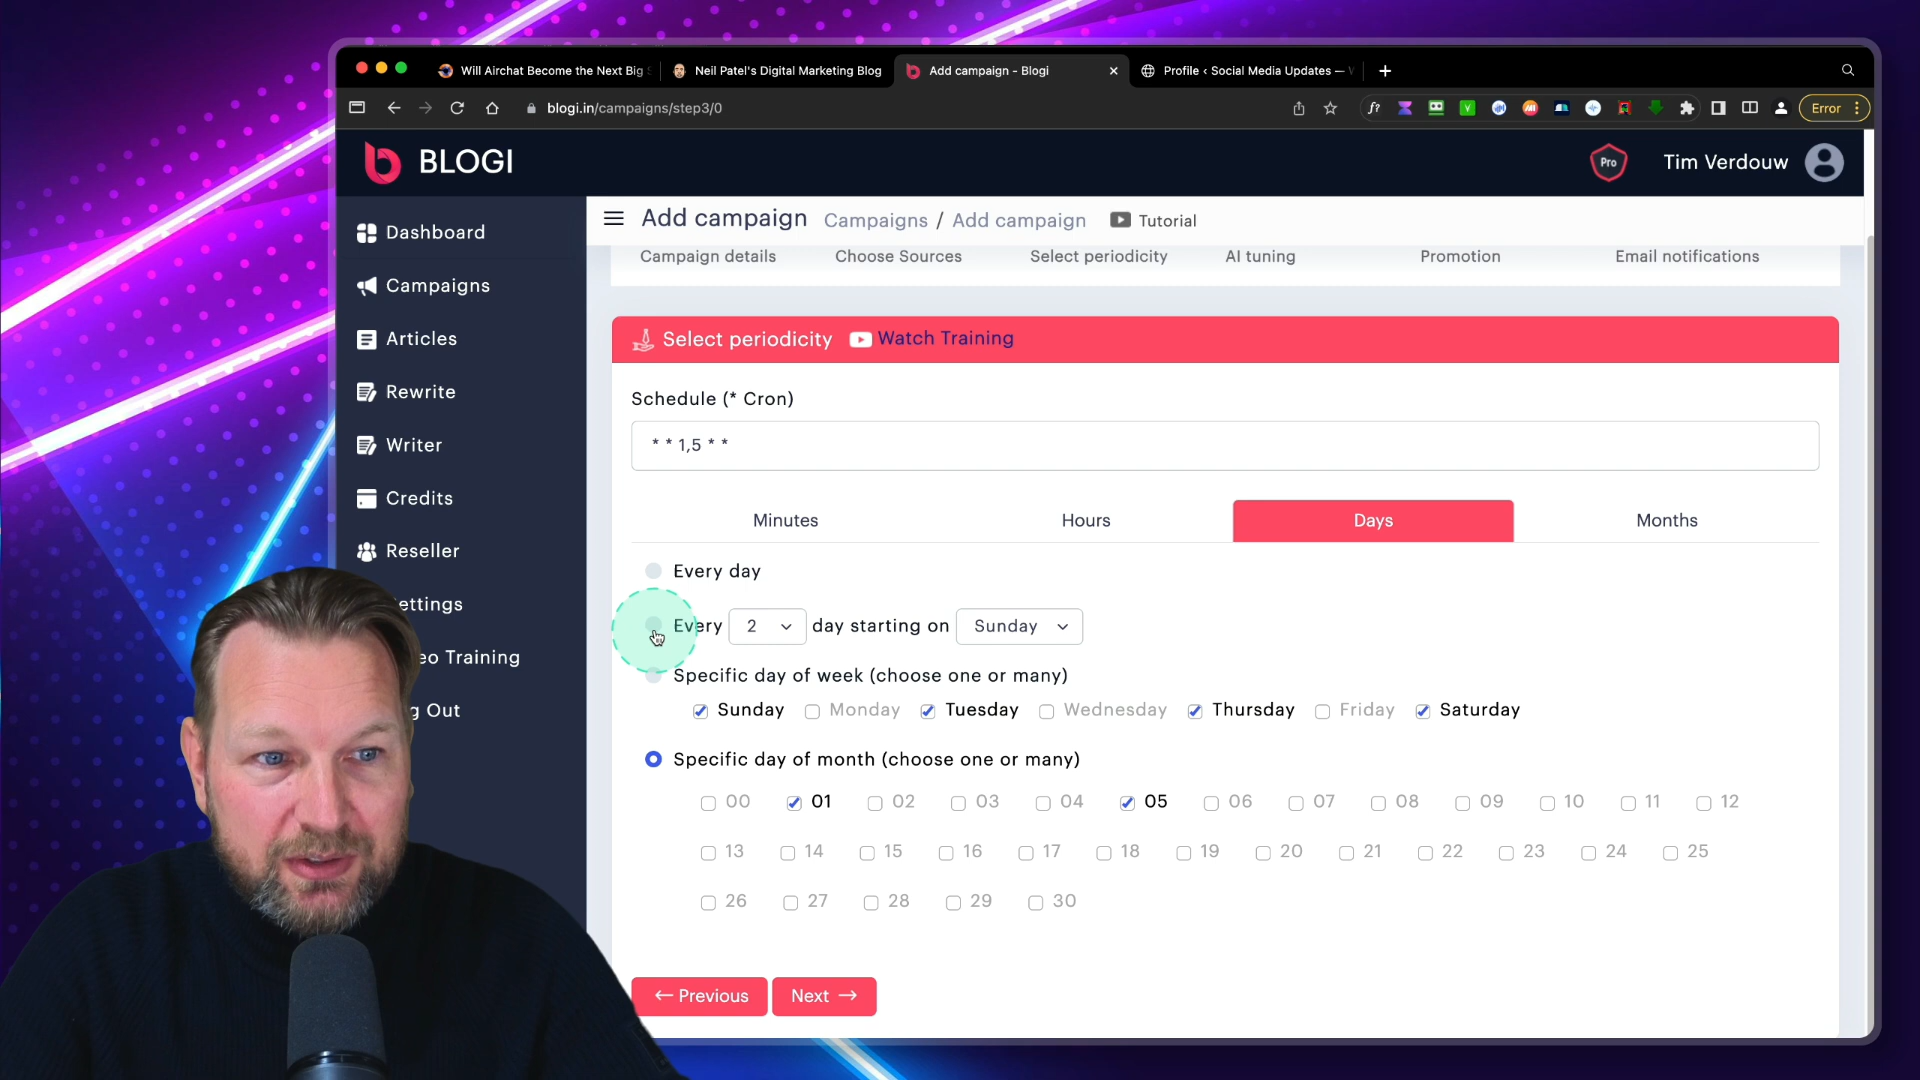 Will Airchat Become the Next Big S
Neil Patel's Digital Marketing Blog
Add campaign - Blogi
Profile ‹ Social Media Updates —
blogi.in/campaigns/step3/0
Error
BLOGI
Pro
Tim Verdouw
Dashboard
Campaigns
Articles
Rewrite
Writer
Credits
Reseller
ettings
eo Training
g Out
Add campaign
Campaigns / Add campaign
Tutorial
Campaign details
Choose Sources
Select periodicity
AI tuning
Promotion
Email notifications
Select periodicity
Watch Training
Schedule (* Cron)
* * 1,5 * *
Minutes
Hours
Days
Months
Every day
Every 2 day starting on Sunday
Specific day of week (choose one or many)
Sunday Monday Tuesday Wednesday Thursday Friday Saturday
Specific day of month (choose one or many)
00 01 02 03 04 05 06 07 08 09 10 11 12
13 14 15 16 17 18 19 20 21 22 23 24 25
26 27 28 29 30
← Previous
Next →